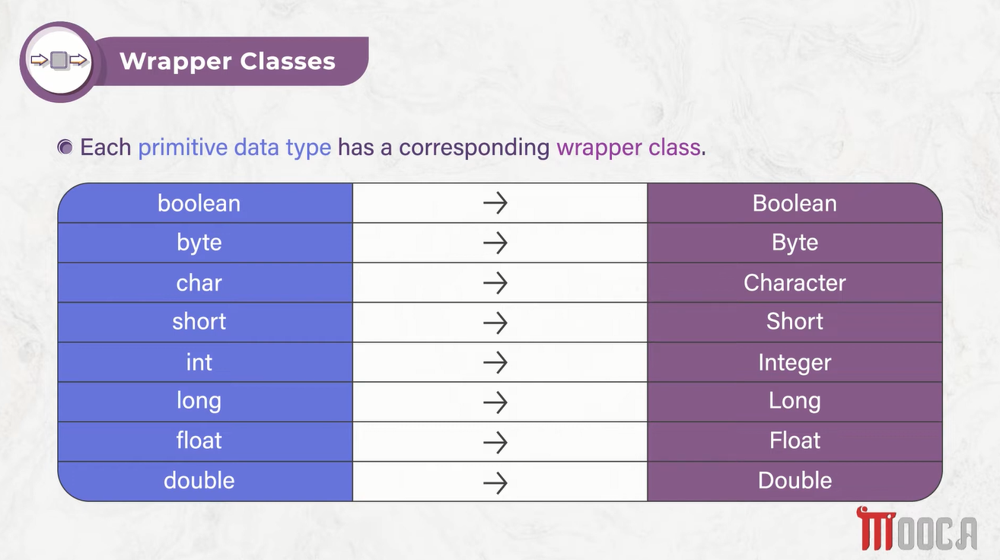 Wrapper Classes
Each primitive data type has a corresponding wrapper class.
boolean → Boolean
byte → Byte
char → Character
short → Short
int → Integer
long → Long
float → Float
double → Double
MOOCA